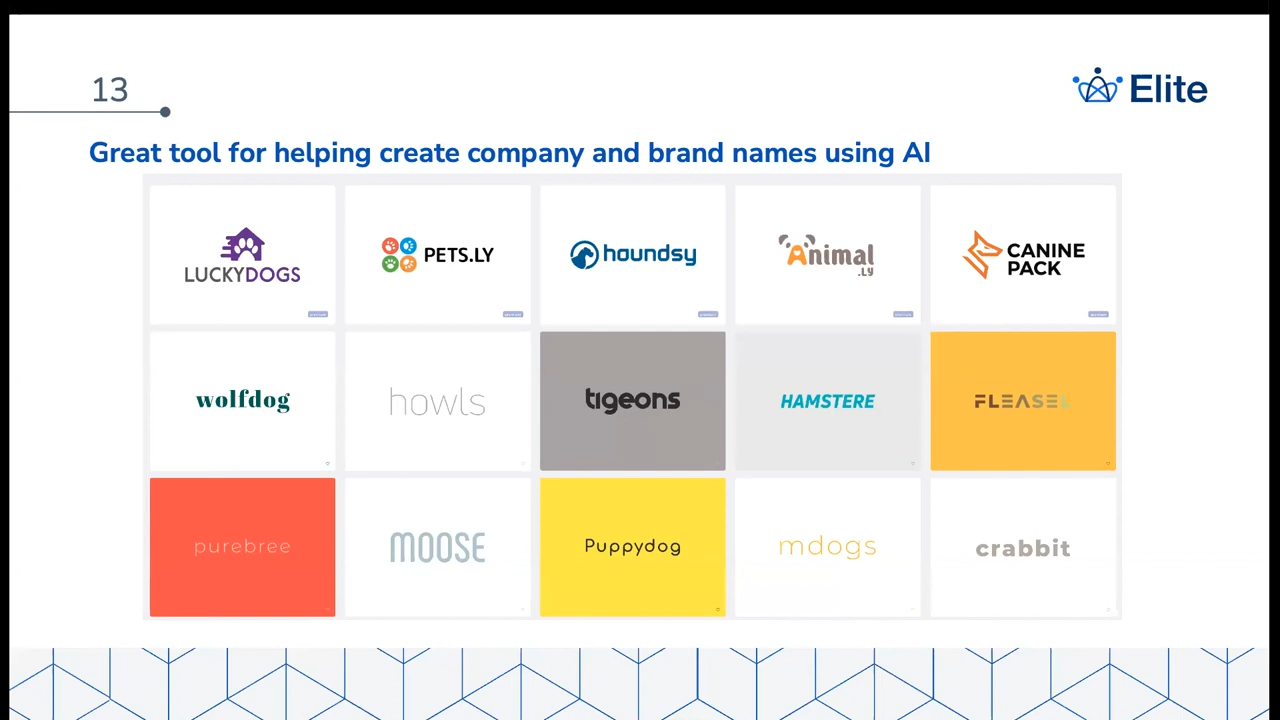 13
Elite
Great tool for helping create company and brand names using AI
LUCKYDOGS
PETS.LY
houndsy
Animal
.LY
CANINE
PACK
wolfdog
howls
tigeons
HAMSTERE
FLEASEL
purebree
MOOSE
Puppydog
mdogs
crabbit